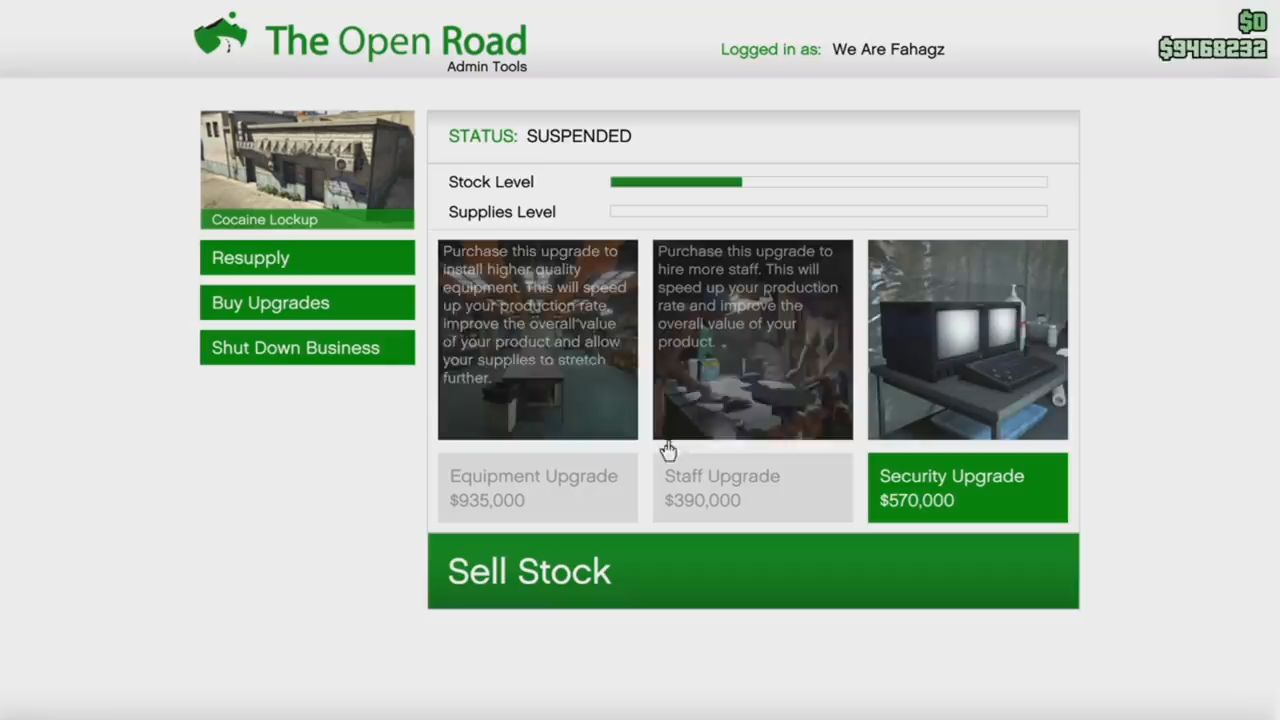 The Open Road
Admin Tools
Logged in as: We Are Fahagz
$0
$9468232
Cocaine Lockup
Resupply
Buy Upgrades
Shut Down Business
STATUS: SUSPENDED
Stock Level
Supplies Level
Purchase this upgrade to
install higher quality
equipment. This will speed
up your production rate,
improve the overall value
of your product and allow
your supplies to stretch
further.
Equipment Upgrade
$935,000
Purchase this upgrade to
hire more staff. This will
speed up your production
rate and improve the
overall value of your
product.
Staff Upgrade
$390,000
Security Upgrade
$570,000
Sell Stock